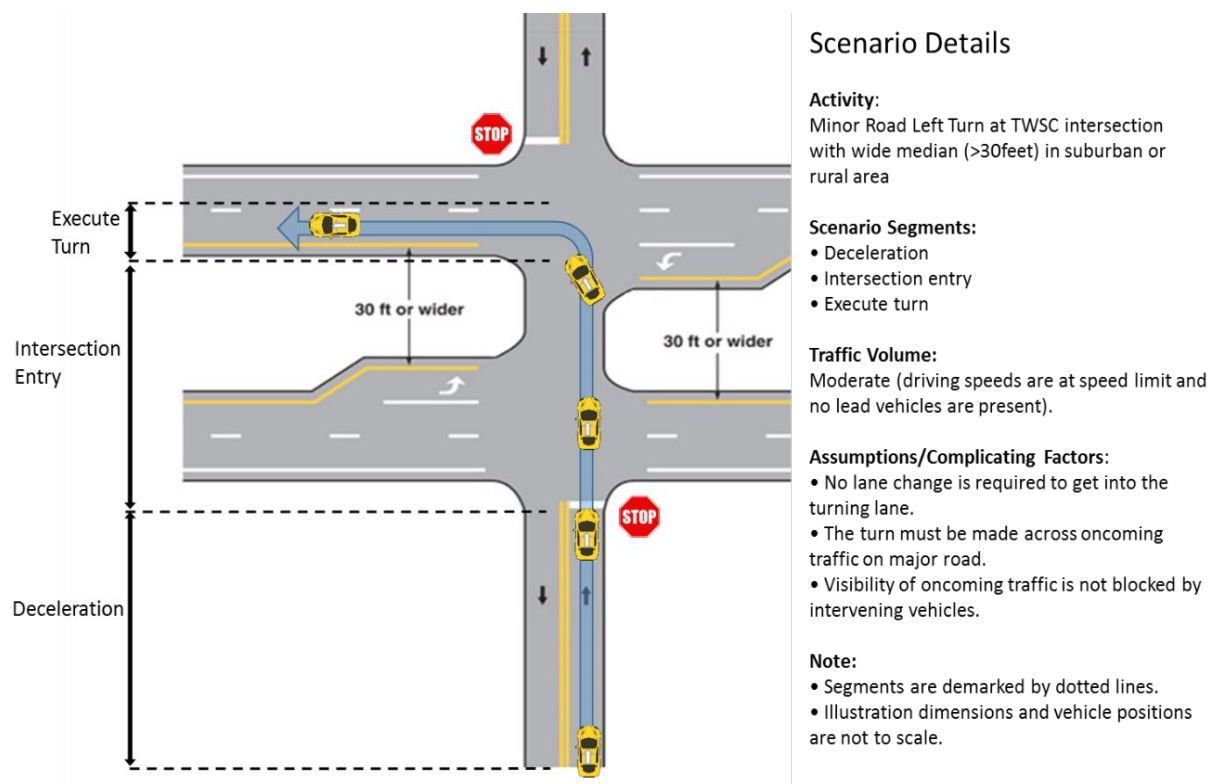 STOP
Execute
Turn
30 ft or wider
30 ft or wider
Intersection
Entry
STOP
Deceleration
Scenario Details
Activity:
Minor Road Left Turn at TWSC intersection
with wide median (>30feet) in suburban or
rural area
Scenario Segments:
• Deceleration
• Intersection entry
• Execute turn
Traffic Volume:
Moderate (driving speeds are at speed limit and
no lead vehicles are present).
Assumptions/Complicating Factors:
• No lane change is required to get into the
turning lane.
• The turn must be made across oncoming
traffic on major road.
• Visibility of oncoming traffic is not blocked by
intervening vehicles.
Note:
• Segments are demarked by dotted lines.
• Illustration dimensions and vehicle positions
are not to scale.